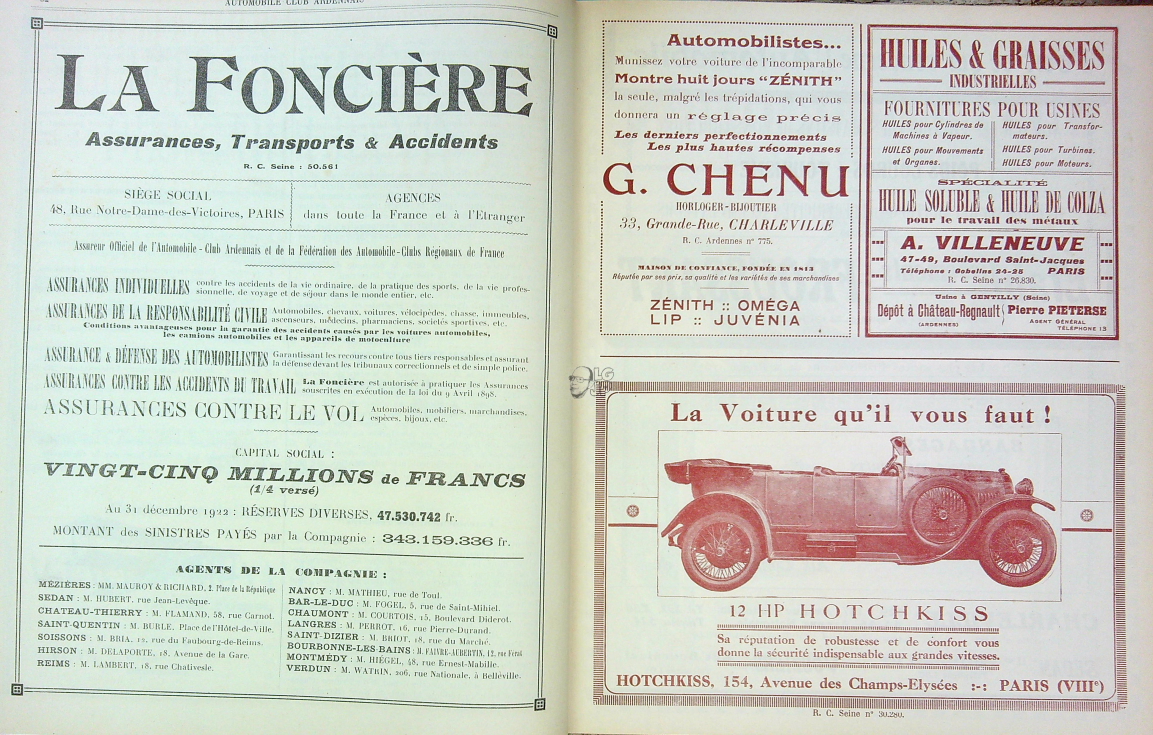 AUTOMOBILE CLUB ARDENNAIS
LA FONCIÈRE
Assurances, Transports & Accidents
R. C. Seine : 50.561
SIÈGE SOCIAL
48, Rue Notre-Dame-des-Victoires, PARIS
AGENCES
dans toute la France et à l'Etranger
Assureur Officiel de l'Automobile-Club Ardennais et de la Fédération des Automobile-Clubs Régionaux de France
ASSURANCES INDIVIDUELLES contre les accidents de la vie ordinaire, de la pratique des sports, de la vie profes-
sionnelle, de voyage et de séjour dans le monde entier, etc.
ASSURANCES DE LA RESPONSABILITÉ CIVILE Automobiles, chevaux, voitures, vélocipèdes, chasse, immeubles,
ascenseurs, médecins, pharmaciens, sociétés sportives, etc.
Conditions avantageuses pour la garantie des accidents causés par les voitures automobiles,
les camions automobiles et les appareils de motoculture
ASSURANCE & DÉFENSE DES AUTOMOBILISTES Garantissant les recours contre tous tiers responsables et assurant
la défense devant les tribunaux correctionnels et de simple police.
ASSURANCES CONTRE LES ACCIDENTS DU TRAVAIL La Foncière est autorisée à pratiquer les Assurances
souscrites en exécution de la loi du 9 Avril 1898.
ASSURANCES CONTRE LE VOL Automobiles, mobiliers, marchandises,
espèces, bijoux, etc.
CAPITAL SOCIAL :
VINGT-CINQ MILLIONS de FRANCS
(1/4 versé)
Au 31 décembre 1922 : RÉSERVES DIVERSES, 47.530.742 fr.
MONTANT des SINISTRES PAYÉS par la Compagnie : 343.159.336 fr.
AGENTS DE LA COMPAGNIE :
MÉZIÈRES : MM. MAUROY & RICHARD, 2, Place de la République
SEDAN : M. HUBERT, rue Jean-Levêque.
CHATEAU-THIERRY : M. FLAMAND, 58, rue Carnot.
SAINT-QUENTIN : M. BURLE, Place de l'Hôtel-de-Ville.
SOISSONS : M. BRIA, 12, rue du Faubourg-de-Reims.
HIRSON : M. DELAPORTE, 18, Avenue de la Gare.
REIMS : M. LAMBERT, 18, rue Chativesle.
NANCY : M. MATHIEU, rue de Toul.
BAR-LE-DUC : M. FOGEL, 5, rue de Saint-Mihiel.
CHAUMONT : M. COURTOIS, 15, Boulevard Diderot.
LANGRES : M. PERROT, 16, rue Pierre-Durand.
SAINT-DIZIER : M. BRIOT, 18, rue du Marché.
BOURBONNE-LES-BAINS : M. FAIVRE-AUBERTIN, 12, rue Férat
MONTMÉDY : M. HIÉGEL, 48, rue Ernest-Mabille.
VERDUN : M. WATRIN, 206, rue Nationale, à Belléville.
Automobilistes...
Munissez votre voiture de l'incomparable
Montre huit jours "ZÉNITH"
la seule, malgré les trépidations, qui vous
donnera un réglage précis
Les derniers perfectionnements
Les plus hautes récompenses
G. CHENU
HORLOGER-BIJOUTIER
33, Grande-Rue, CHARLEVILLE
R. C. Ardennes n° 775.
MAISON DE CONFIANCE, FONDÉE EN 1813
Réputée par ses prix, sa qualité et les variétés de ses marchandises
ZÉNITH :: OMÉGA
LIP :: JUVÉNIA
HUILES & GRAISSES
INDUSTRIELLES
FOURNITURES POUR USINES
HUILES pour Cylindres de
Machines à Vapeur.
HUILES pour Mouvements
et Organes.
HUILES pour Transfor-
mateurs.
HUILES pour Turbines.
HUILES pour Moteurs.
SPÉCIALITÉ
HUILE SOLUBLE & HUILE DE COLZA
pour le travail des métaux
A. VILLENEUVE
47-49, Boulevard Saint-Jacques
Téléphone : Gobelins 24-25 PARIS
R. C. Seine n° 26.830.
Usine à GENTILLY (Seine)
Dépôt à Château-Regnault
(ARDENNES)
Pierre PIETERSE
AGENT GÉNÉRAL
TÉLÉPHONE 13
LG
La Voiture qu'il vous faut !
12 HP HOTCHKISS
Sa réputation de robustesse et de confort vous
donne la sécurité indispensable aux grandes vitesses.
HOTCHKISS, 154, Avenue des Champs-Elysées :-: PARIS (VIIIe)
R. C. Seine n° 30.280.